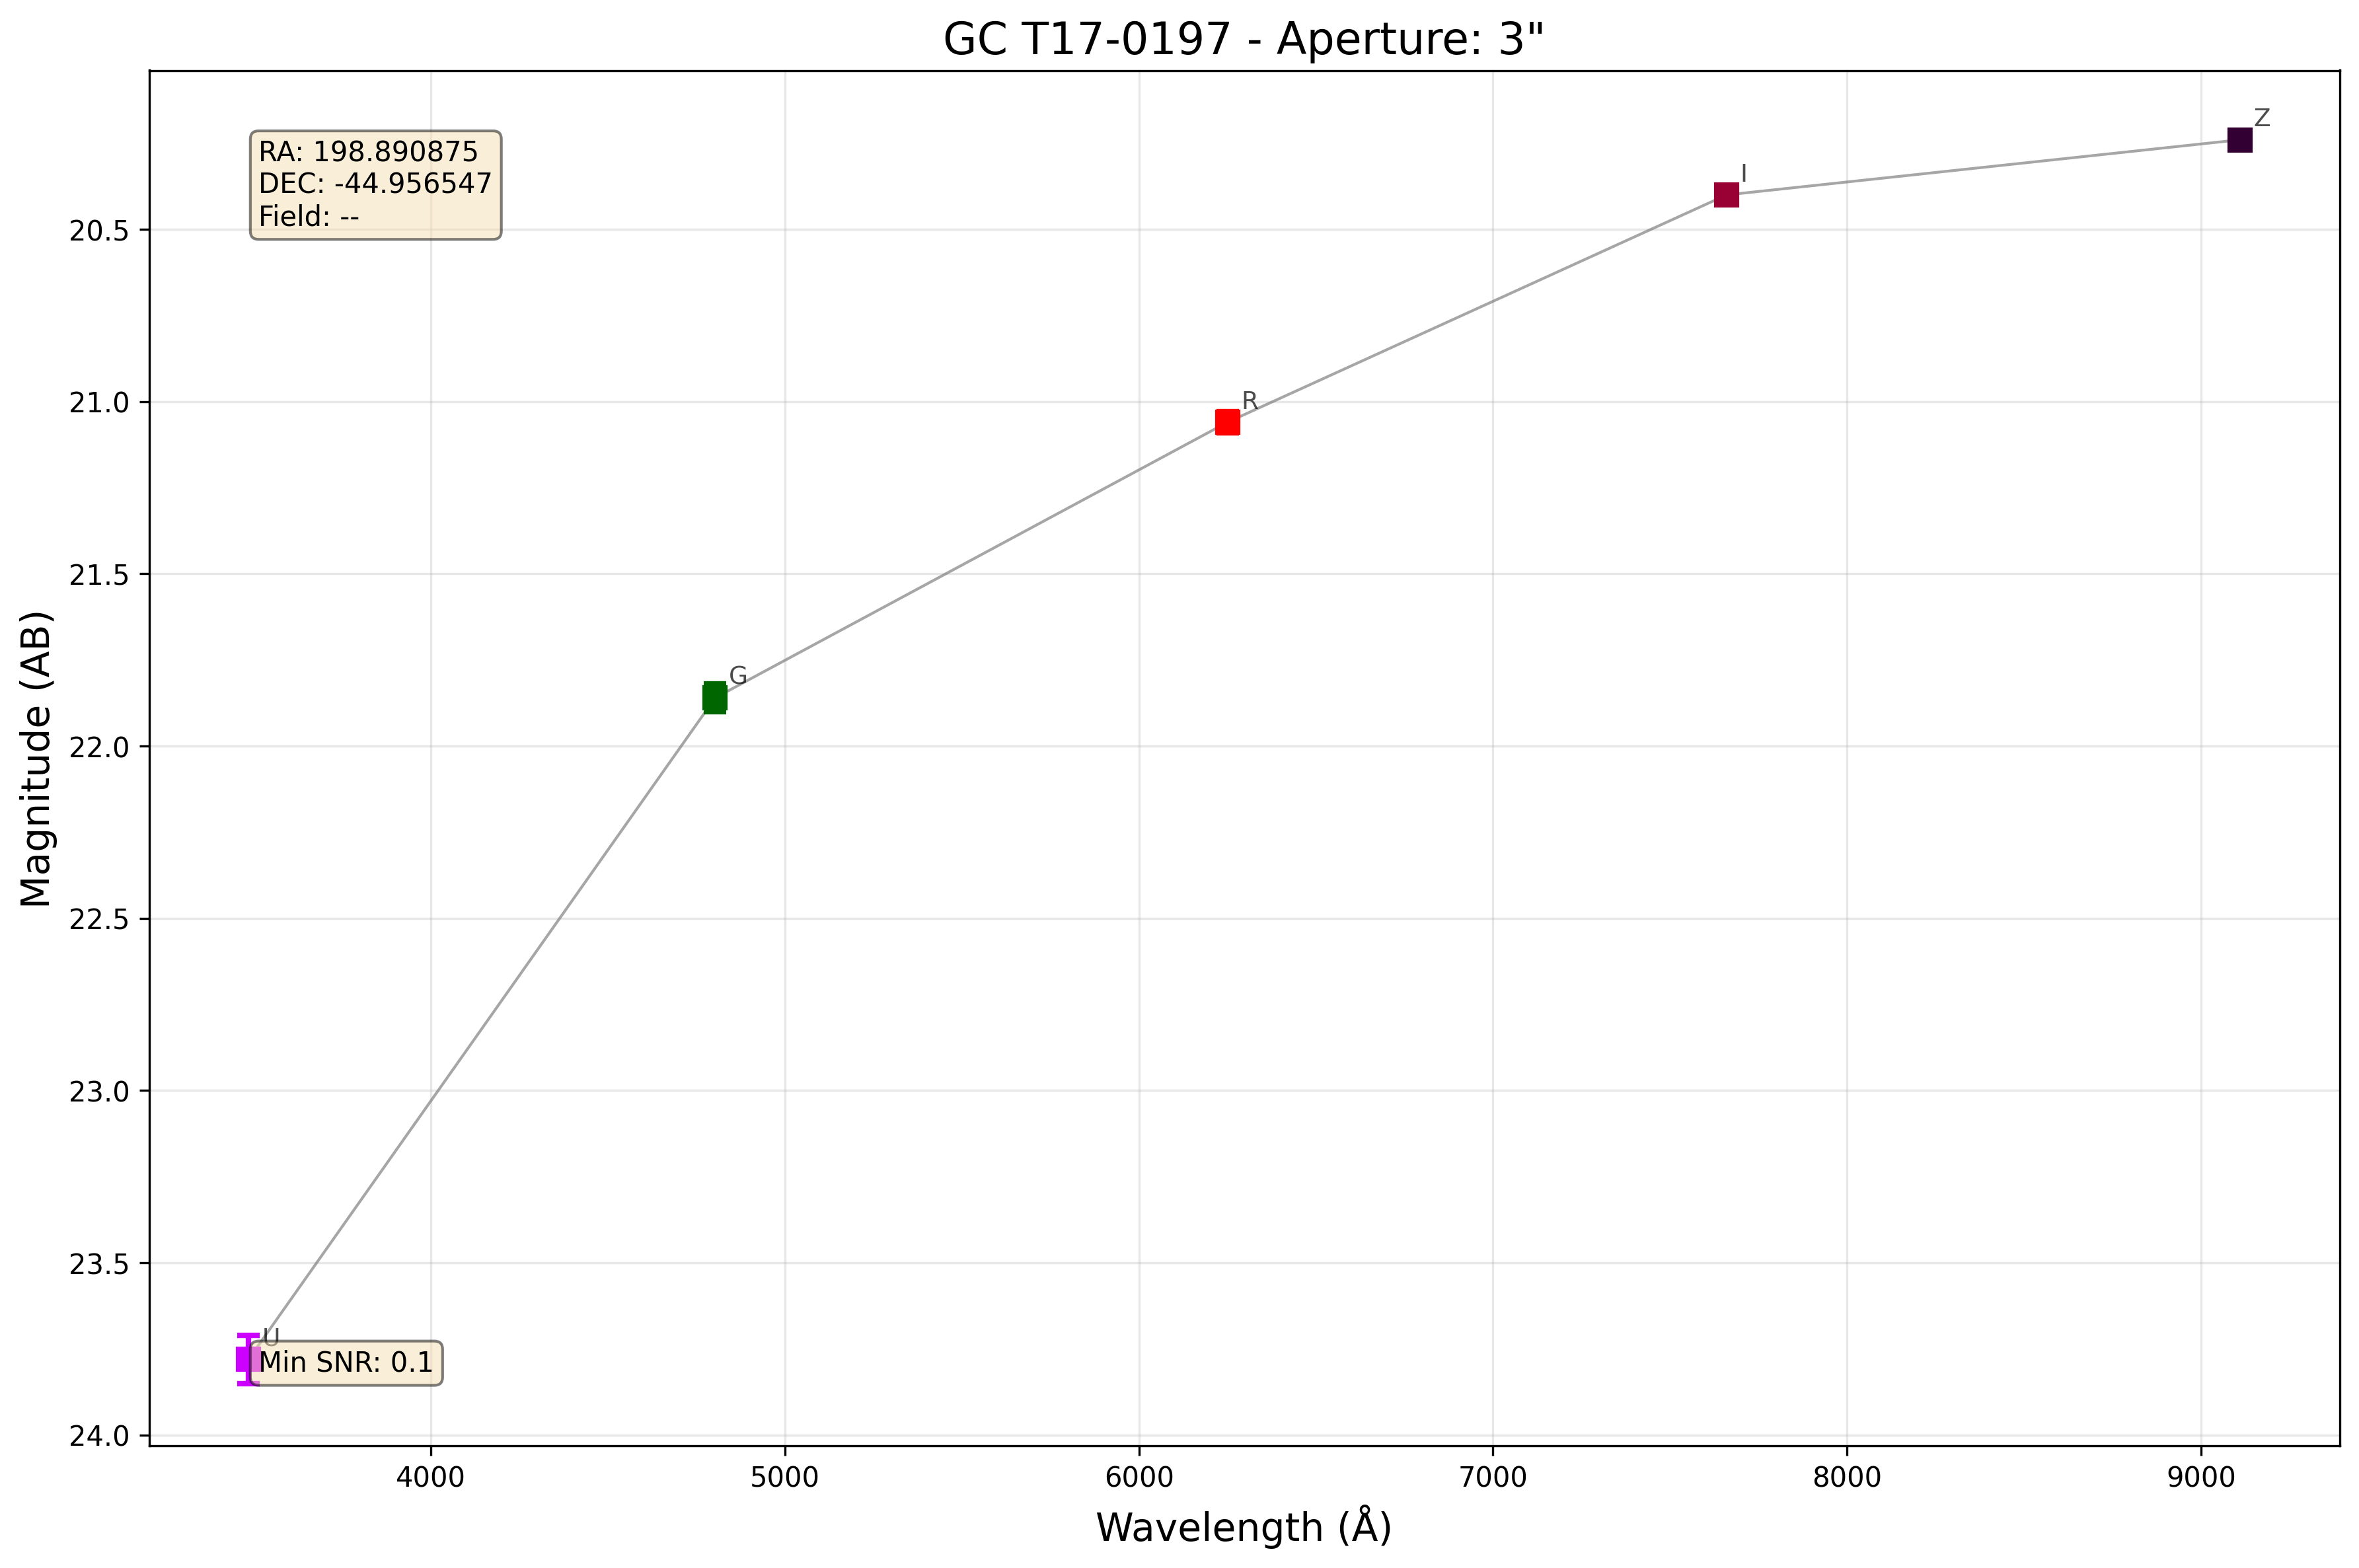 GC T17-0197 - Aperture: 3"
RA: 198.890875
DEC: -44.956547
Field: --
Z
I
R
G
U
Min SNR: 0.1
Magnitude (AB)
20.5
21.0
21.5
22.0
22.5
23.0
23.5
24.0
4000 5000 6000 7000 8000 9000
Wavelength (Å)